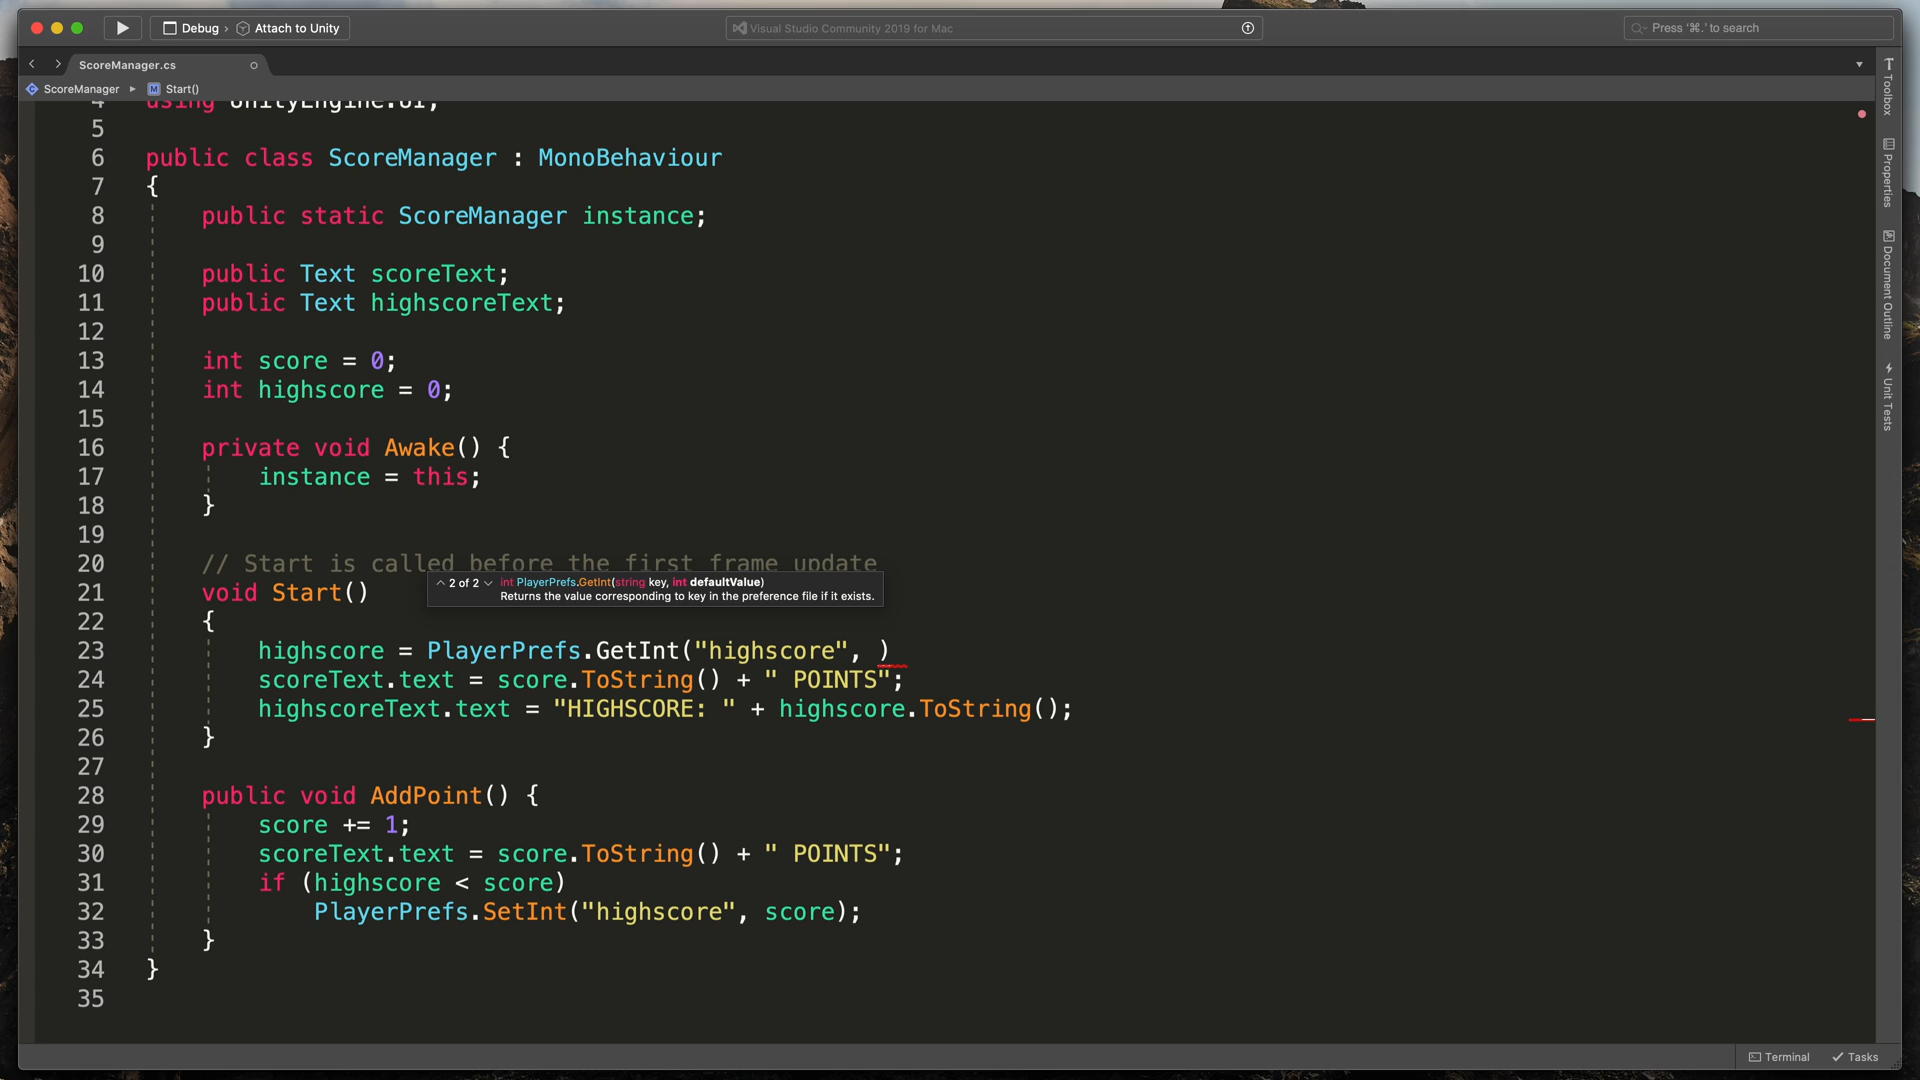 Debug › Attach to Unity
Visual Studio Community 2019 for Mac
Press '⌘.' to search
ScoreManager.cs
ScoreManager ▸ M Start()
4 using UnityEngine.UI;
5
6 public class ScoreManager : MonoBehaviour
7 {
8 public static ScoreManager instance;
9
10 public Text scoreText;
11 public Text highscoreText;
12
13 int score = 0;
14 int highscore = 0;
15
16 private void Awake() {
17 instance = this;
18 }
19
20 // Start is called before the first frame update
2 of 2 int PlayerPrefs.GetInt(string key, int defaultValue)
Returns the value corresponding to key in the preference file if it exists.
21 void Start()
22 {
23 highscore = PlayerPrefs.GetInt("highscore", )
24 scoreText.text = score.ToString() + " POINTS";
25 highscoreText.text = "HIGHSCORE: " + highscore.ToString();
26 }
27
28 public void AddPoint() {
29 score += 1;
30 scoreText.text = score.ToString() + " POINTS";
31 if (highscore < score)
32 PlayerPrefs.SetInt("highscore", score);
33 }
34 }
35
Toolbox
Properties
Document Outline
Unit Tests
Terminal
Tasks